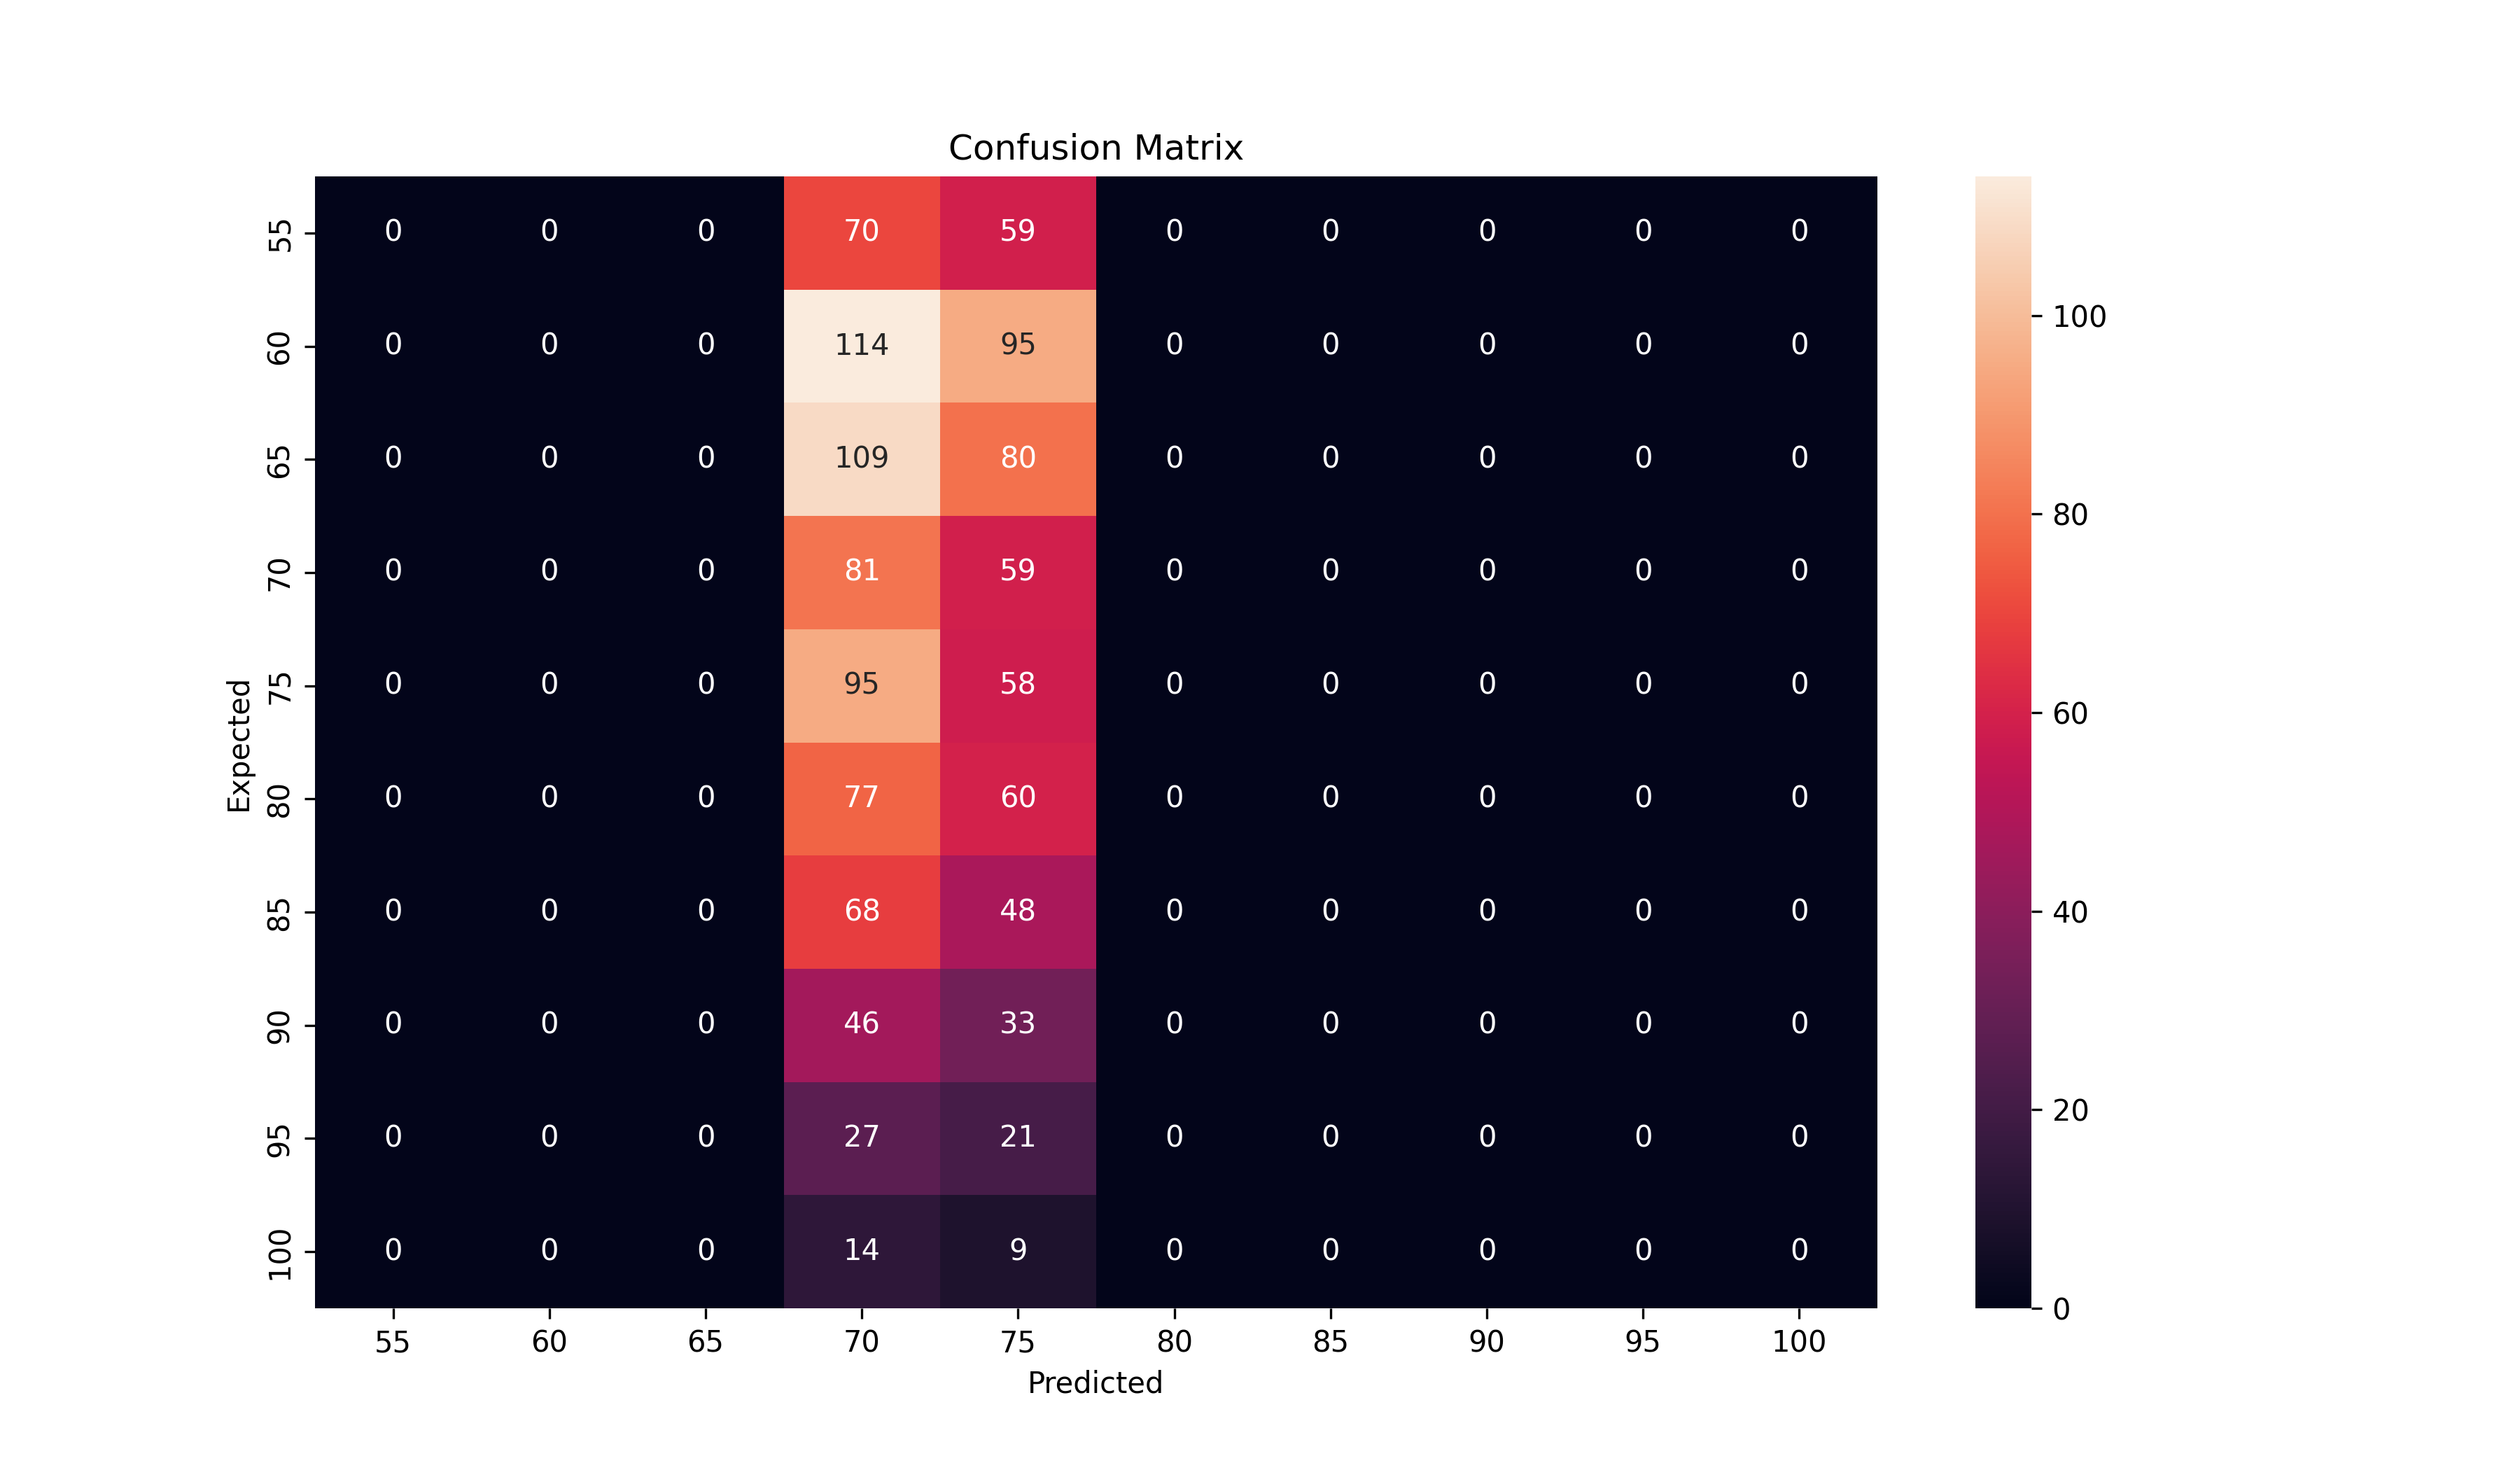 Confusion Matrix
55 0 0 0 70 59 0 0 0 0 0
60 0 0 0 114 95 0 0 0 0 0 100
65 0 0 0 109 80 0 0 0 0 0 80
70 0 0 0 81 59 0 0 0 0 0
75 0 0 0 95 58 0 0 0 0 0 60
Expected
80 0 0 0 77 60 0 0 0 0 0
85 0 0 0 68 48 0 0 0 0 0 40
90 0 0 0 46 33 0 0 0 0 0
95 0 0 0 27 21 0 0 0 0 0 20
100 0 0 0 14 9 0 0 0 0 0
0
55 60 65 70 75 80 85 90 95 100
Predicted